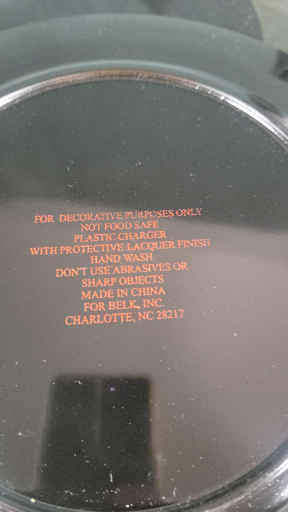 FOR DECORATIVE PURPOSES ONLY
NOT FOOD SAFE
PLASTIC CHARGER
WITH PROTECTIVE LACQUER FINISH
HAND WASH
DON'T USE ABRASIVES OR
SHARP OBJECTS
MADE IN CHINA
FOR BELK, INC.
CHARLOTTE, NC 28217